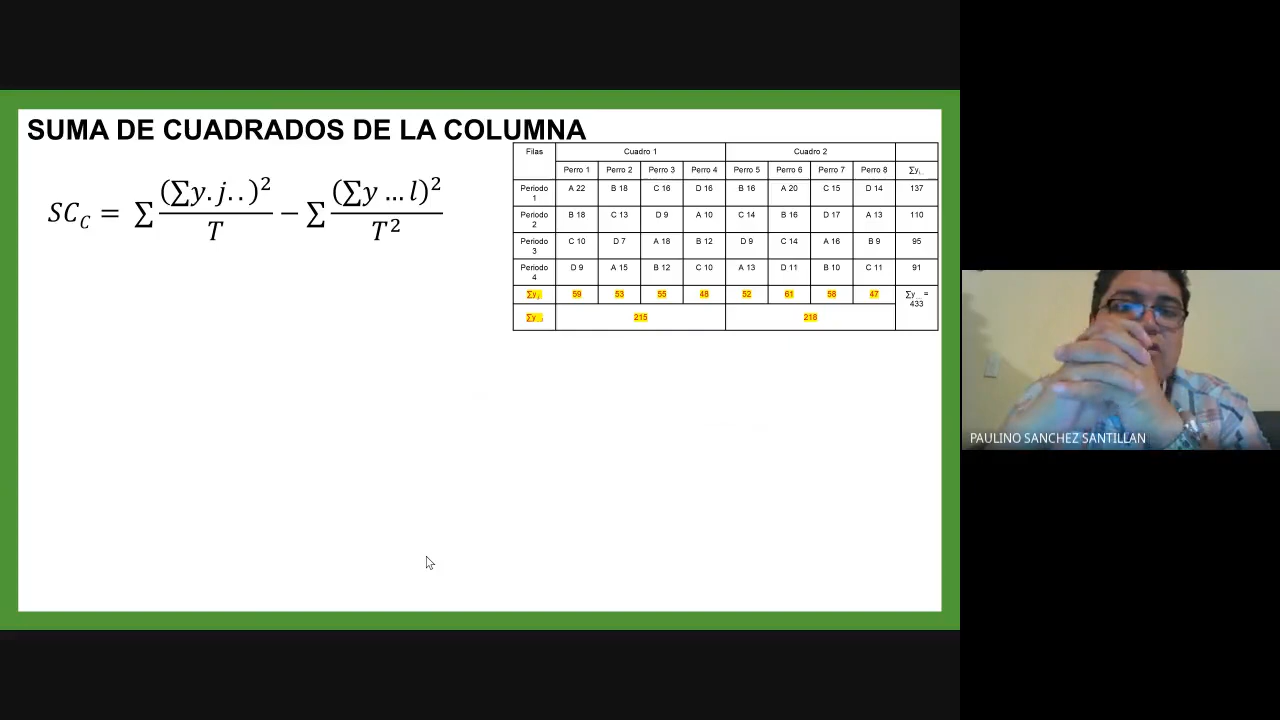 SUMA DE CUADRADOS DE LA COLUMNA
SC_C = ∑ (∑y.j..)² / T − ∑ (∑y...l)² / T²
Filas Cuadro 1 Cuadro 2
Perro 1 Perro 2 Perro 3 Perro 4 Perro 5 Perro 6 Perro 7 Perro 8 ∑yi...
Periodo 1 A 22 B 18 C 16 D 16 B 16 A 20 C 15 D 14 137
Periodo 2 B 18 C 13 D 9 A 10 C 14 B 16 D 17 A 13 110
Periodo 3 C 10 D 7 A 18 B 12 D 9 C 14 A 16 B 9 95
Periodo 4 D 9 A 15 B 12 C 10 A 13 D 11 B 10 C 11 91
59 53 55 48 52 61 58 47 ∑y... = 433
215 218
PAULINO SANCHEZ SANTILLAN